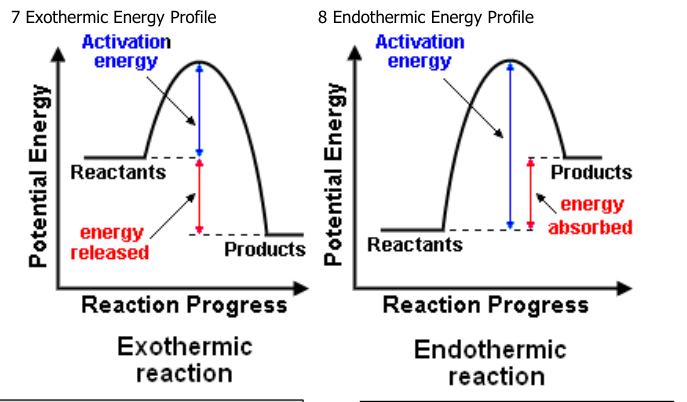 7 Exothermic Energy Profile
Activation
energy
Potential Energy
Reactants
energy
released
Products
Reaction Progress
Exothermic
reaction
8 Endothermic Energy Profile
Activation
energy
Potential Energy
Products
energy
absorbed
Reactants
Reaction Progress
Endothermic
reaction